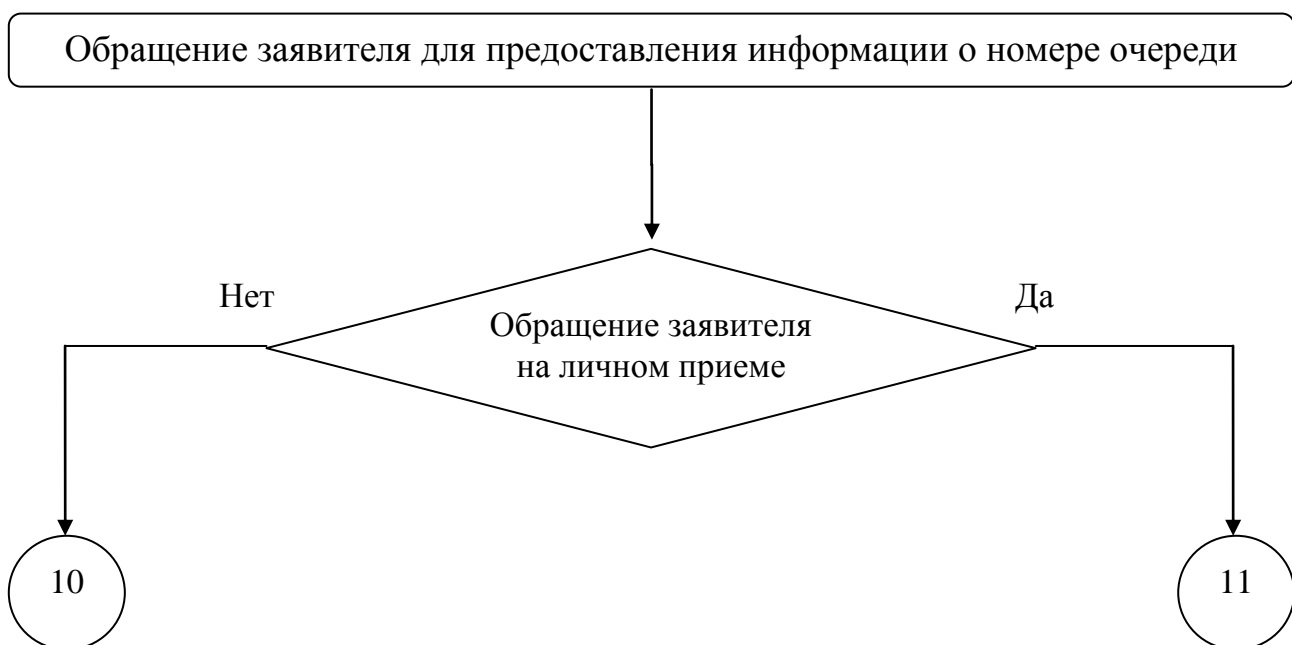 Обращение заявителя для предоставления информации о номере очереди
Нет
Да
Обращение заявителя
на личном приеме
10
11